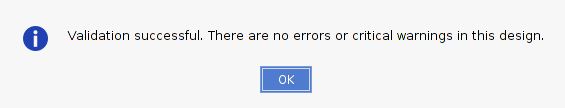 Validation successful. There are no errors or critical warnings in this design.
OK